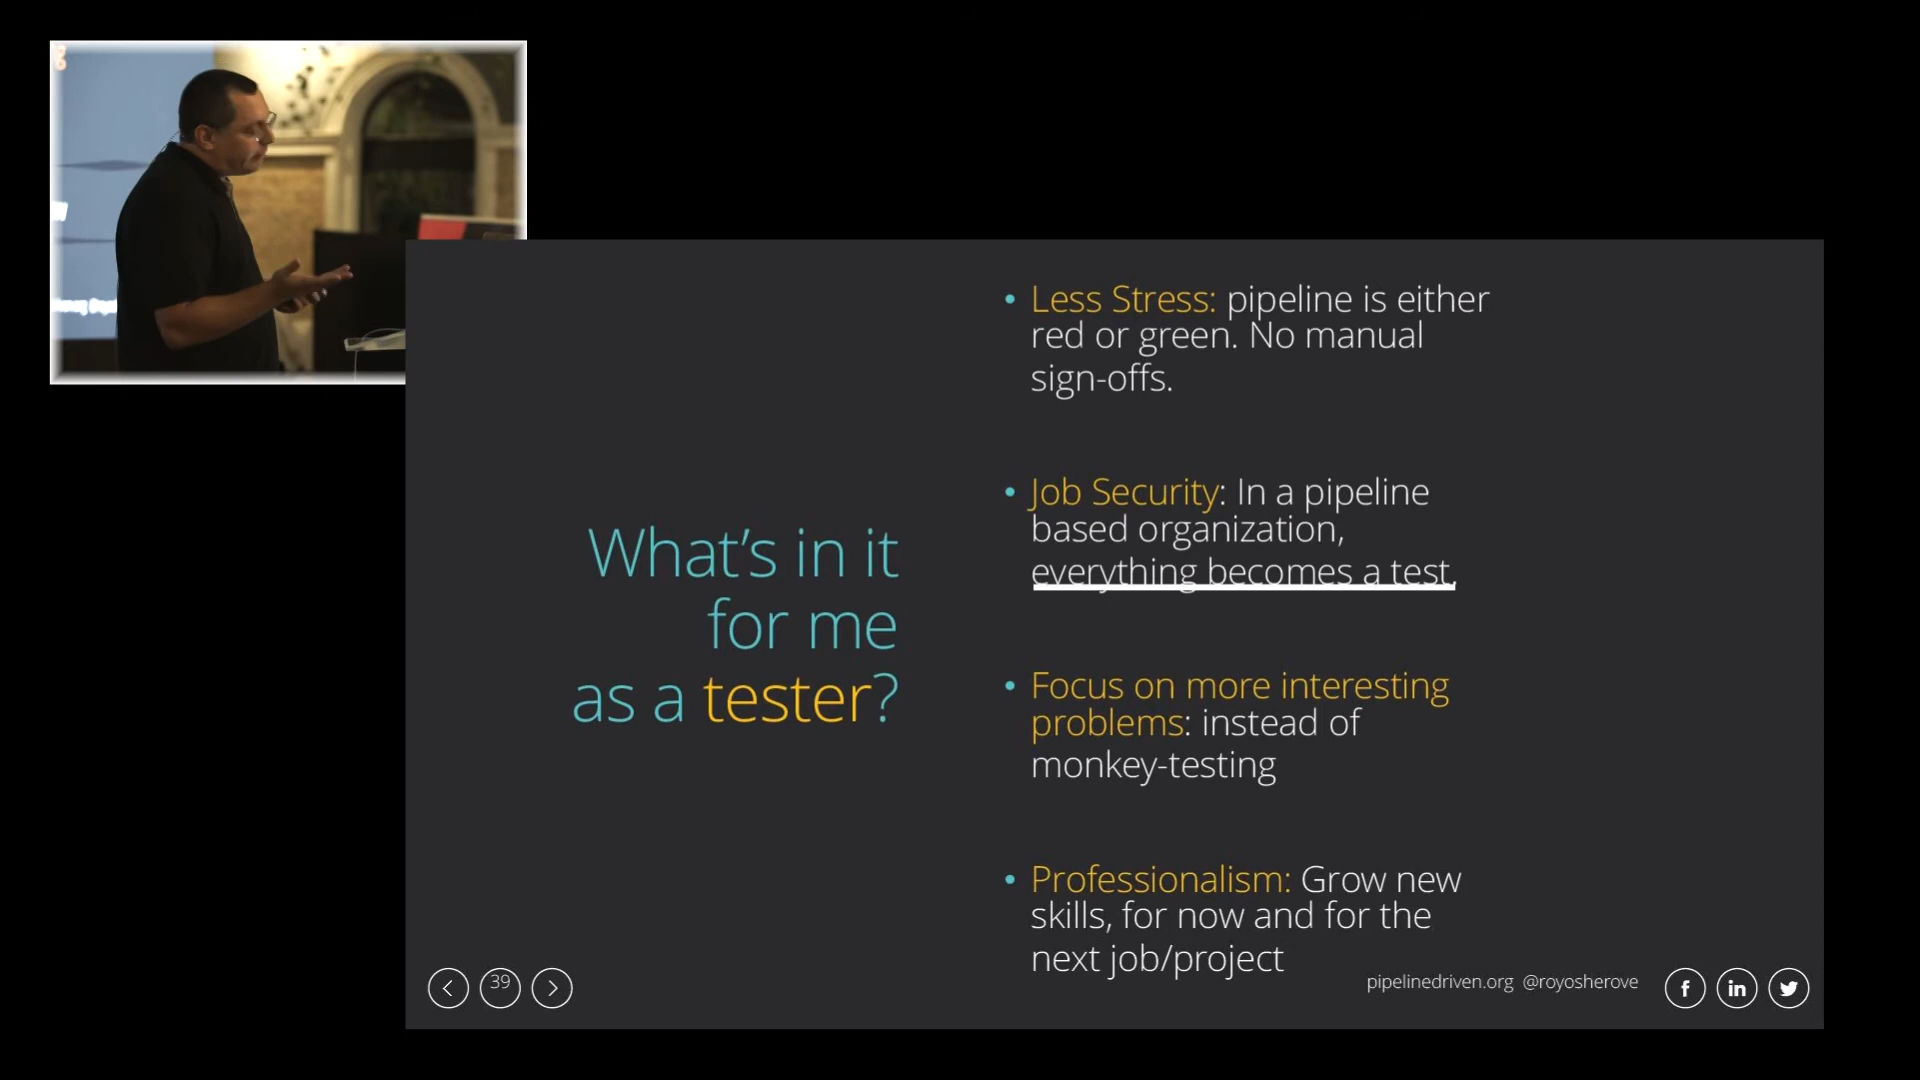 What's in it
for me
as a tester?
• Less Stress: pipeline is either
red or green. No manual
sign-offs.
• Job Security: In a pipeline
based organization,
everything becomes a test.
• Focus on more interesting
problems: instead of
monkey-testing
• Professionalism: Grow new
skills, for now and for the
next job/project
39
pipelinedriven.org @royosherove